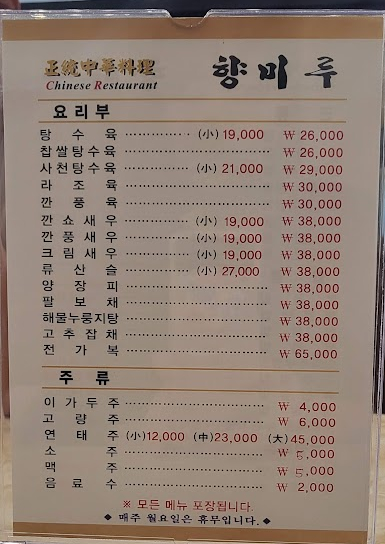 正統中華料理 향미루
Chinese Restaurant
요리부
탕수육 (小) 19,000 ₩ 26,000
찹쌀탕수육 ₩ 26,000
사천탕수육 (小) 21,000 ₩ 29,000
라조육 ₩ 30,000
깐풍육 ₩ 30,000
깐쇼새우 (小) 19,000 ₩ 38,000
깐풍새우 (小) 19,000 ₩ 38,000
크림새우 (小) 19,000 ₩ 38,000
류산슬 (小) 27,000 ₩ 38,000
양장피 ₩ 38,000
팔보채 ₩ 38,000
해물누룽지탕 ₩ 38,000
고추잡채 ₩ 38,000
전가복 ₩ 65,000
주류
이가두주 ₩ 4,000
고량주 ₩ 6,000
연태주 (小) 12,000 (中) 23,000 (大) 45,000
소주 ₩ 5,000
맥주 ₩ 5,000
음료수 ₩ 2,000
※ 모든 메뉴 포장됩니다.
◆ 매주 월요일은 휴무입니다. ◆